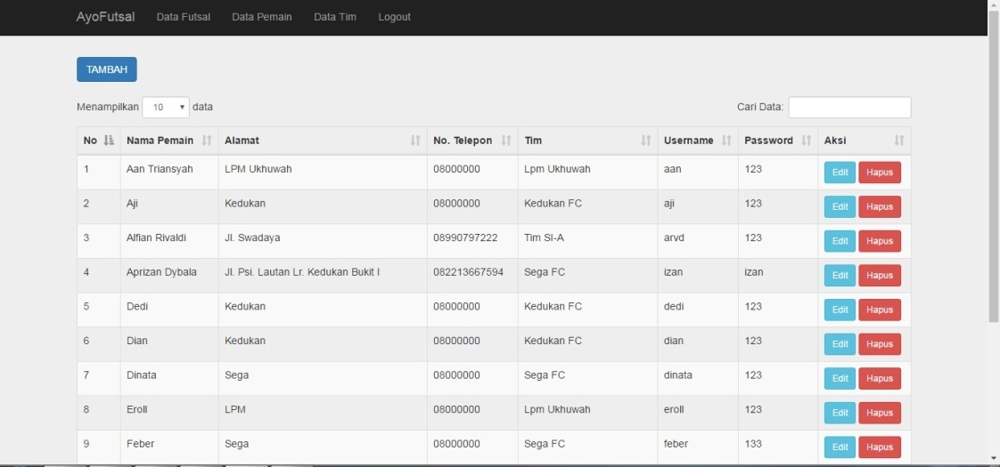 AyoFutsal Data Futsal Data Pemain Data Tim Logout
TAMBAH
Menampilkan 10 data Cari Data:
No Nama Pemain Alamat No. Telepon Tim Username Password Aksi
1 Aan Triansyah LPM Ukhuwah 08000000 Lpm Ukhuwah aan 123 Edit Hapus
2 Aji Kedukan 08000000 Kedukan FC aji 123 Edit Hapus
3 Alfian Rivaldi Jl. Swadaya 08990797222 Tim SI-A arvd 123 Edit Hapus
4 Aprizan Dybala Jl. Psi. Lautan Lr. Kedukan Bukit I 082213667594 Sega FC izan izan Edit Hapus
5 Dedi Kedukan 08000000 Kedukan FC dedi 123 Edit Hapus
6 Dian Kedukan 08000000 Kedukan FC dian 123 Edit Hapus
7 Dinata Sega 08000000 Sega FC dinata 123 Edit Hapus
8 Eroll LPM 08000000 Lpm Ukhuwah eroll 123 Edit Hapus
9 Feber Sega 08000000 Sega FC feber 133 Edit Hapus